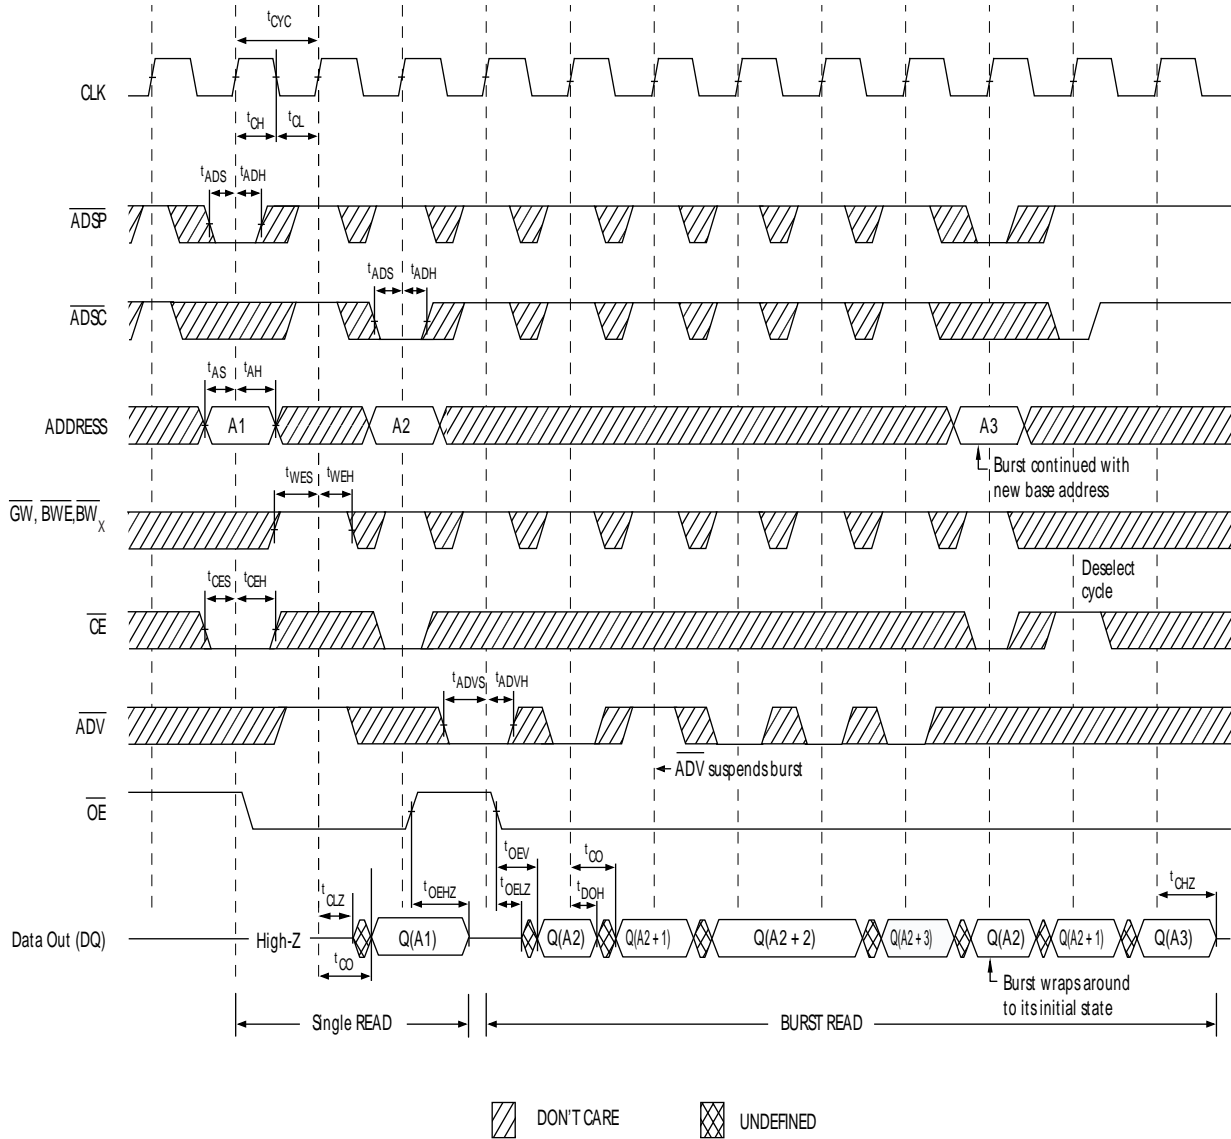 tCYC
CLK
tCH
tCL
tADS
tADH
ADSP
tADS
tADH
ADSC
tAS
tAH
ADDRESS
A1
A2
A3
Burst continued with
new base address
tWES
tWEH
GW, BWE,BWX
Deselect
cycle
tCES
tCEH
CE
tADVS
tADVH
ADV
ADV suspends burst
OE
tOEV
tCO
tCLZ
tOEHZ
tOELZ
tDOH
tCHZ
Data Out (DQ)
High-Z
Q(A1)
Q(A2)
Q(A2 + 1)
Q(A2 + 2)
Q(A2 + 3)
Q(A2)
Q(A2 + 1)
Q(A3)
tCO
Burst wraps around
to its initial state
Single READ
BURST READ
DON'T CARE
UNDEFINED